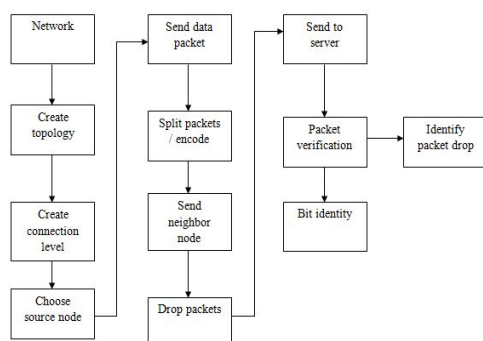 Network
Create
topology
Create
connection
level
Choose
source node
Send data
packet
Split packets
/ encode
Send
neighbor
node
Drop packets
Send to
server
Packet
verification
Identify
packet drop
Bit identity